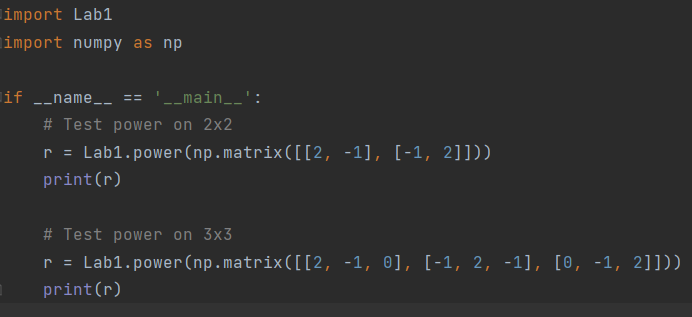 import Lab1
import numpy as np
if __name__ == '__main__':
# Test power on 2x2
r = Lab1.power(np.matrix([[2, -1], [-1, 2]]))
print(r)
# Test power on 3x3
r = Lab1.power(np.matrix([[2, -1, 0], [-1, 2, -1], [0, -1, 2]]))
print(r)